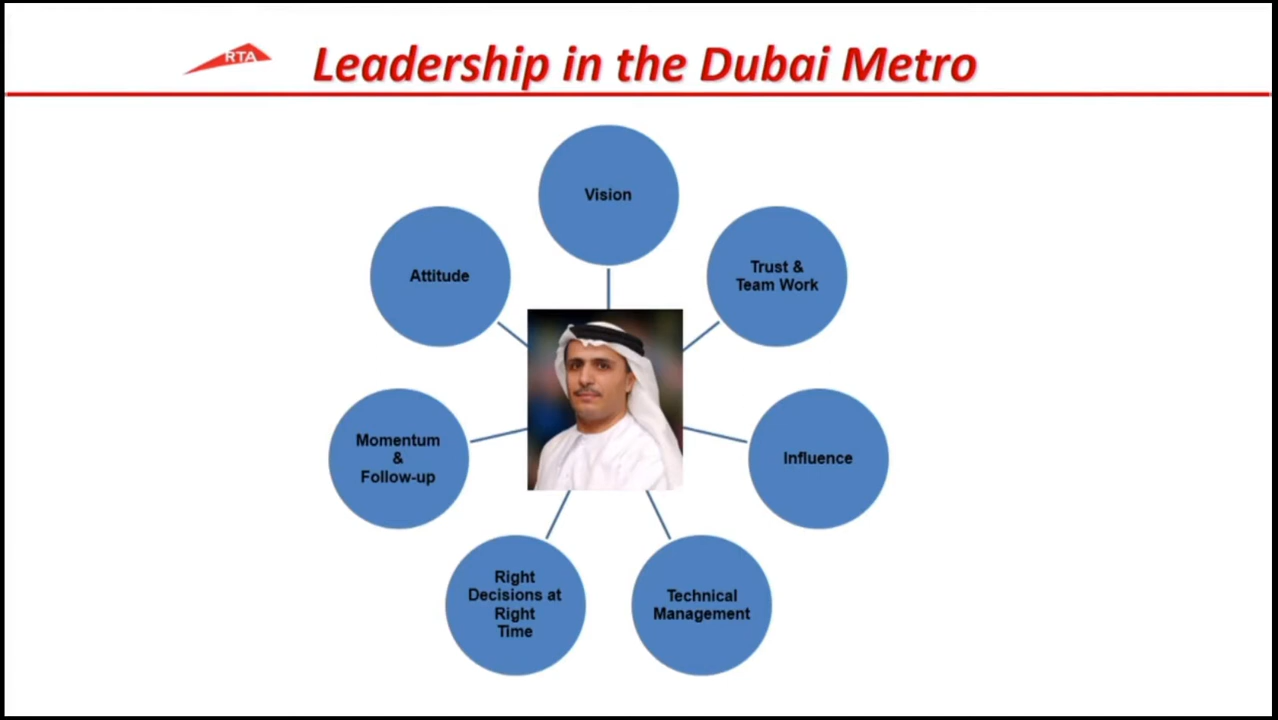 RTA
Leadership in the Dubai Metro
Vision
Trust &
Team Work
Influence
Technical
Management
Right
Decisions at
Right
Time
Momentum
&
Follow-up
Attitude